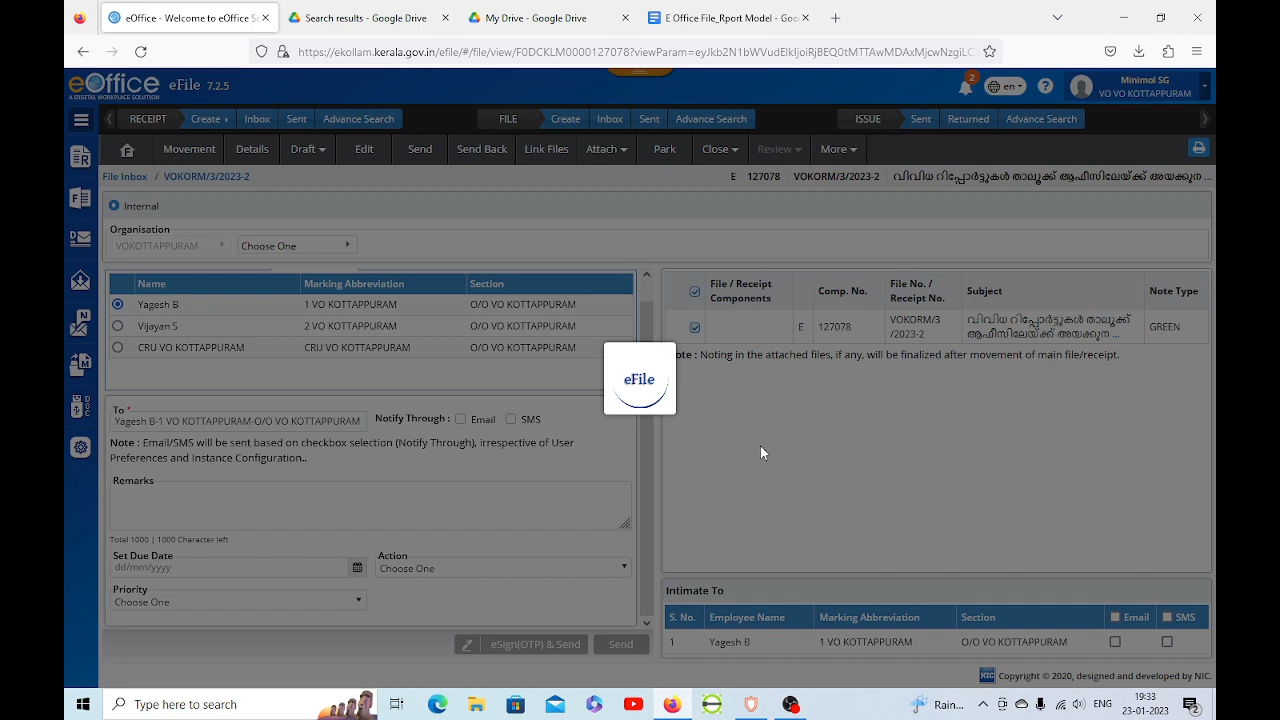 eOffice - Welcome to eOffice S
Search results - Google Drive
My Drive - Google Drive
E Office File_Rport Model - Goo
https://ekollam.kerala.gov.in/efile/#/file/view/FnDCKLM0000127078?viewParam=
eOffice
A DIGITAL WORKPLACE SOLUTION
eFile 7.2.5
2
en
Minimol SG
VO VO KOTTAPPURAM
RECEIPT Create Inbox Sent Advance Search
FILE Create Inbox Sent Advance Search
ISSUE Sent Returned Advance Search
Movement Details Draft Edit Send Send Back Link Files Attach Park Close Review More
File Inbox / VOKORM/3/2023-2
E 127078 VOKORM/3/2023-2 വിവിധ റിപ്പോർട്ടുകൾ താലൂക്ക് ആഫീസിലേയ്ക്ക് അയക്കുന ...
Internal
Organisation
VOKOTTAPPURAM Choose One
Name Marking Abbreviation Section
Yagesh B 1 VO KOTTAPPURAM O/O VO KOTTAPPURAM
Vijayan S 2 VO KOTTAPPURAM O/O VO KOTTAPPURAM
CRU VO KOTTAPPURAM CRU VO KOTTAPPURAM O/O VO KOTTAPPURAM
To *
Yagesh B-1 VO KOTTAPPURAM-O/O VO KOTTAPPURAM
Notify Through : Email SMS
Note : Email/SMS will be sent based on checkbox selection (Notify Through), irrespective of User
Preferences and Instance Configuration..
Remarks
Total 1000 | 1000 Character left
Set Due Date
dd/mm/yyyy
Action
Choose One
Priority
Choose One
eSign(OTP) & Send Send
eFile
File / Receipt
Components
Comp. No.
File No. /
Receipt No.
Subject
Note Type
E 127078
VOKORM/3
/2023-2
വിവിധ റിപ്പോർട്ടുകൾ താലൂക്ക്
ആഫീസിലേയ്ക്ക് അയക്കുന ...
GREEN
ote : Noting in the attached files, if any, will be finalized after movement of main file/receipt.
Intimate To
S. No. Employee Name Marking Abbreviation Section Email SMS
1 Yagesh B 1 VO KOTTAPPURAM O/O VO KOTTAPPURAM
NIC Copyright © 2020, designed and developed by NIC.
Type here to search
Rain...
ENG
19:33
23-01-2023
2